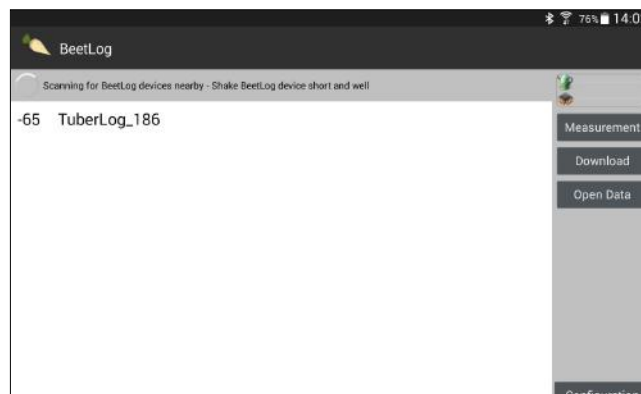 76% 14:0
BeetLog
Scanning for BeetLog devices nearby - Shake BeetLog device short and well
-65 TuberLog_186
Measurement
Download
Open Data
Configuration